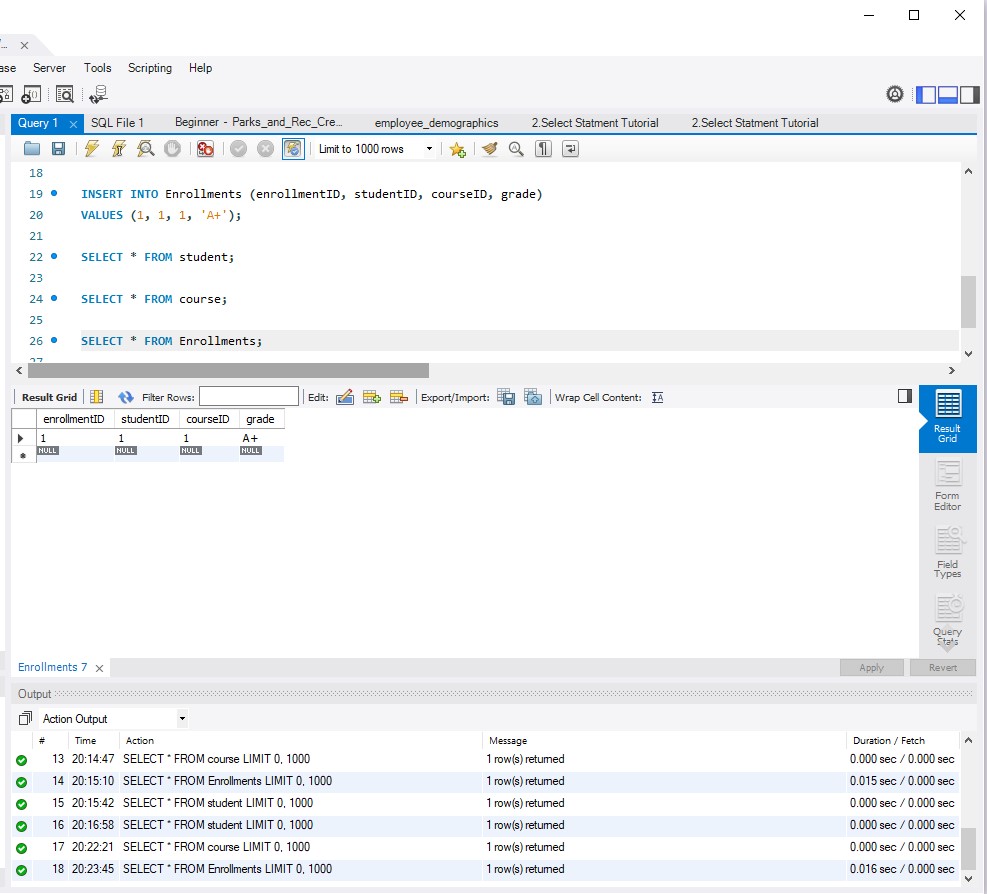 ase Server Tools Scripting Help
Query 1 SQL File 1 Beginner - Parks_and_Rec_Cre... employee_demographics 2.Select Statment Tutorial 2.Select Statment Tutorial
Limit to 1000 rows
18
19 INSERT INTO Enrollments (enrollmentID, studentID, courseID, grade)
20 VALUES (1, 1, 1, 'A+');
21
22 SELECT * FROM student;
23
24 SELECT * FROM course;
25
26 SELECT * FROM Enrollments;
27
Result Grid Filter Rows: Edit: Export/Import: Wrap Cell Content:
enrollmentID studentID courseID grade
1 1 1 A+
NULL NULL NULL NULL
Result
Grid
Form
Editor
Field
Types
Query
Stats
Enrollments 7 Apply Revert
Output
Action Output
# Time Action Message Duration / Fetch
13 20:14:47 SELECT * FROM course LIMIT 0, 1000 1 row(s) returned 0.000 sec / 0.000 sec
14 20:15:10 SELECT * FROM Enrollments LIMIT 0, 1000 1 row(s) returned 0.015 sec / 0.000 sec
15 20:15:42 SELECT * FROM student LIMIT 0, 1000 1 row(s) returned 0.000 sec / 0.000 sec
16 20:16:58 SELECT * FROM student LIMIT 0, 1000 1 row(s) returned 0.000 sec / 0.000 sec
17 20:22:21 SELECT * FROM course LIMIT 0, 1000 1 row(s) returned 0.000 sec / 0.000 sec
18 20:23:45 SELECT * FROM Enrollments LIMIT 0, 1000 1 row(s) returned 0.016 sec / 0.000 sec